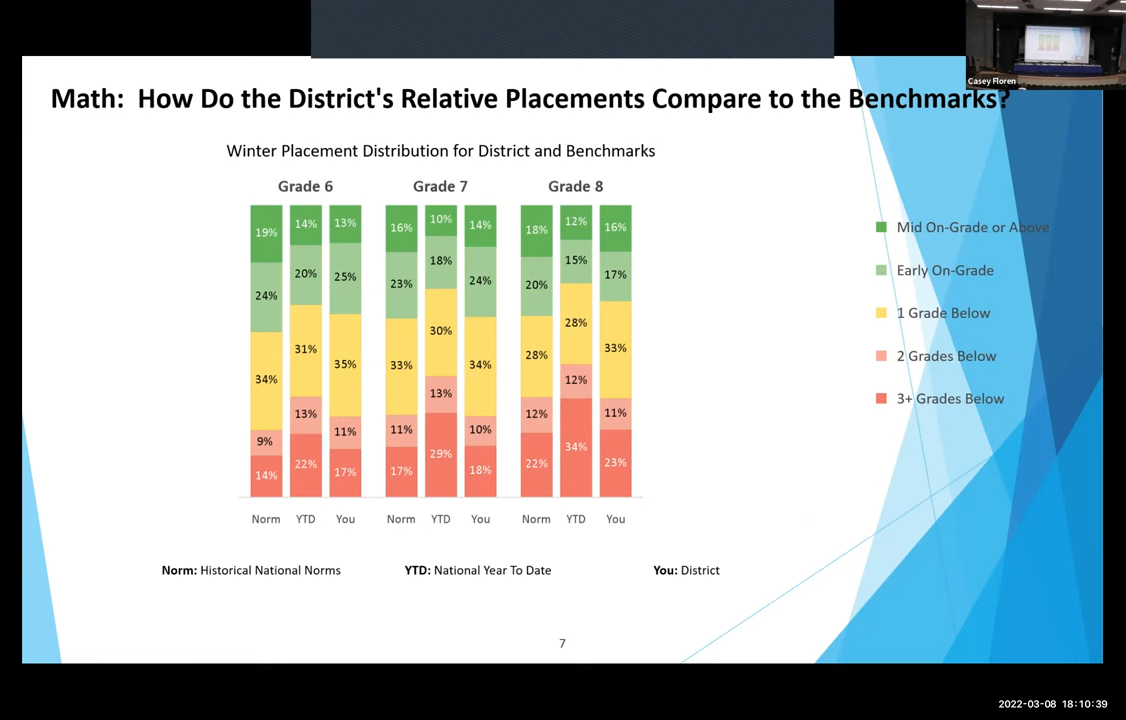 Casey Floren
Math:  How Do the District's Relative Placements Compare to the Benchmarks?
Winter Placement Distribution for District and Benchmarks
Grade 6 Grade 7 Grade 8
19% 14% 13% 16% 10% 14% 18% 12% 16%
24% 20% 25% 23% 18% 24% 20% 15% 17%
34% 31% 35% 33% 30% 34% 28% 28% 33%
9% 13% 11% 11% 13% 10% 12% 12% 11%
14% 22% 17% 17% 29% 18% 22% 34% 23%
Norm YTD You Norm YTD You Norm YTD You
Mid On-Grade or Above
Early On-Grade
1 Grade Below
2 Grades Below
3+ Grades Below
Norm: Historical National Norms YTD: National Year To Date You: District
7
2022-03-08 18:10:39